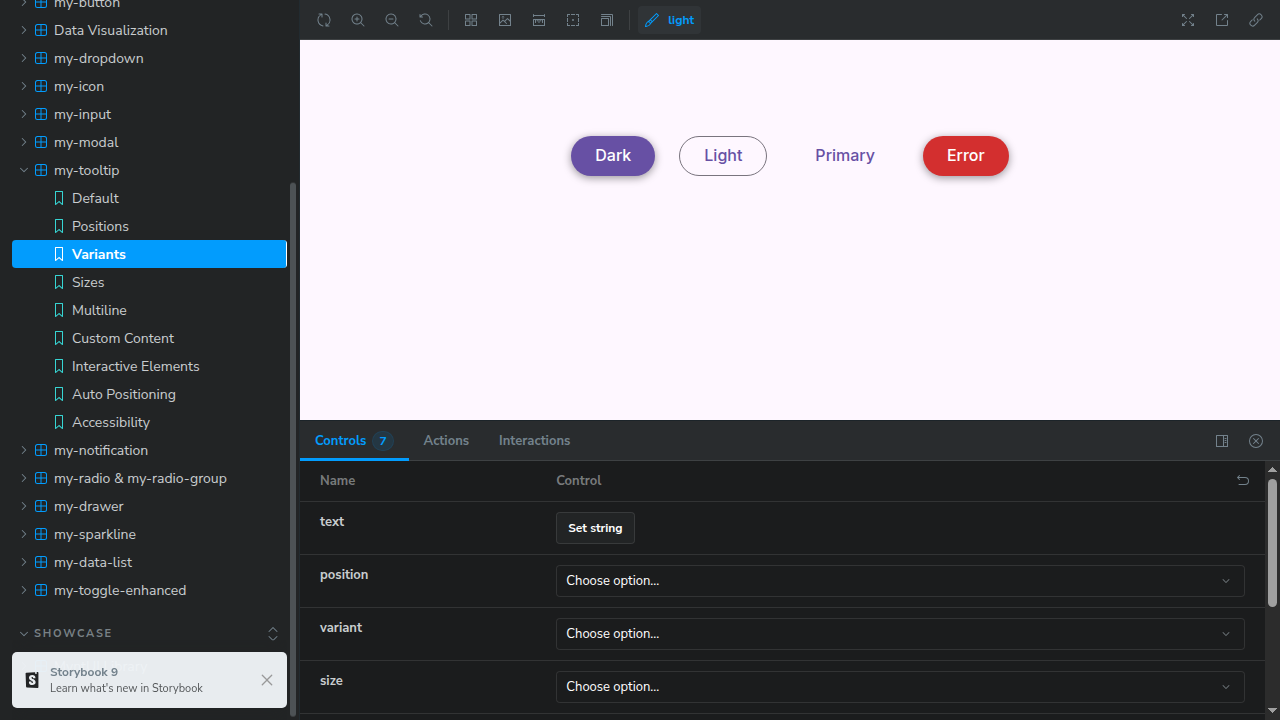 my-button
Data Visualization
my-dropdown
my-icon
my-input
my-modal
my-tooltip
Default
Positions
Variants
Sizes
Multiline
Custom Content
Interactive Elements
Auto Positioning
Accessibility
my-notification
my-radio & my-radio-group
my-drawer
my-sparkline
my-data-list
my-toggle-enhanced
SHOWCASE
Storybook 9
Learn what's new in Storybook
light
Dark
Light
Primary
Error
Controls 7
Actions
Interactions
Name
Control
text
Set string
position
Choose option...
variant
Choose option...
size
Choose option...